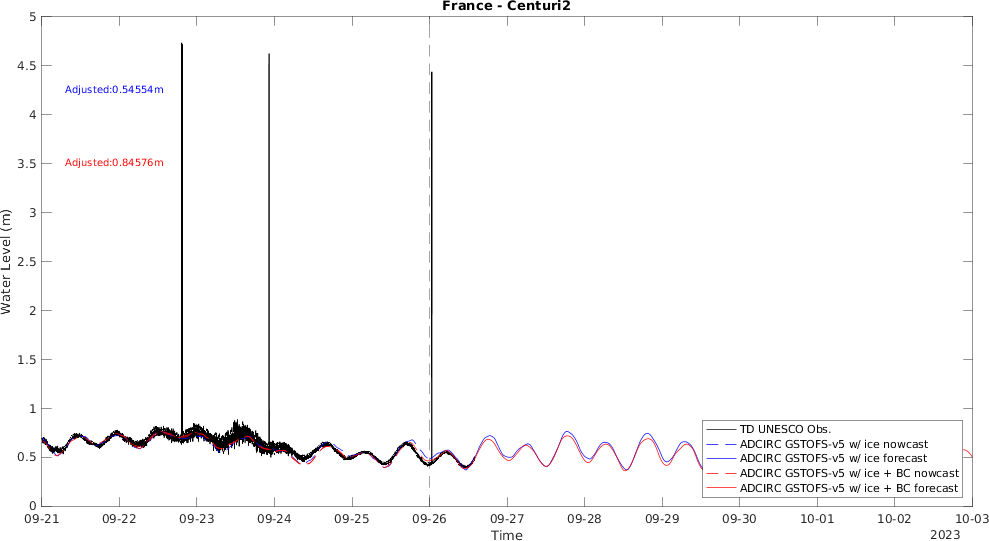 France - Centuri2
5
4.5
4
3.5
3
2.5
2
1.5
1
0.5
0
Water Level (m)
Adjusted:0.54554m
Adjusted:0.84576m
TD UNESCO Obs.
ADCIRC GSTOFS-v5 w/ ice nowcast
ADCIRC GSTOFS-v5 w/ ice forecast
ADCIRC GSTOFS-v5 w/ ice + BC nowcast
ADCIRC GSTOFS-v5 w/ ice + BC forecast
09-21 09-22 09-23 09-24 09-25 09-26 09-27 09-28 09-29 09-30 10-01 10-02 10-03
Time
2023